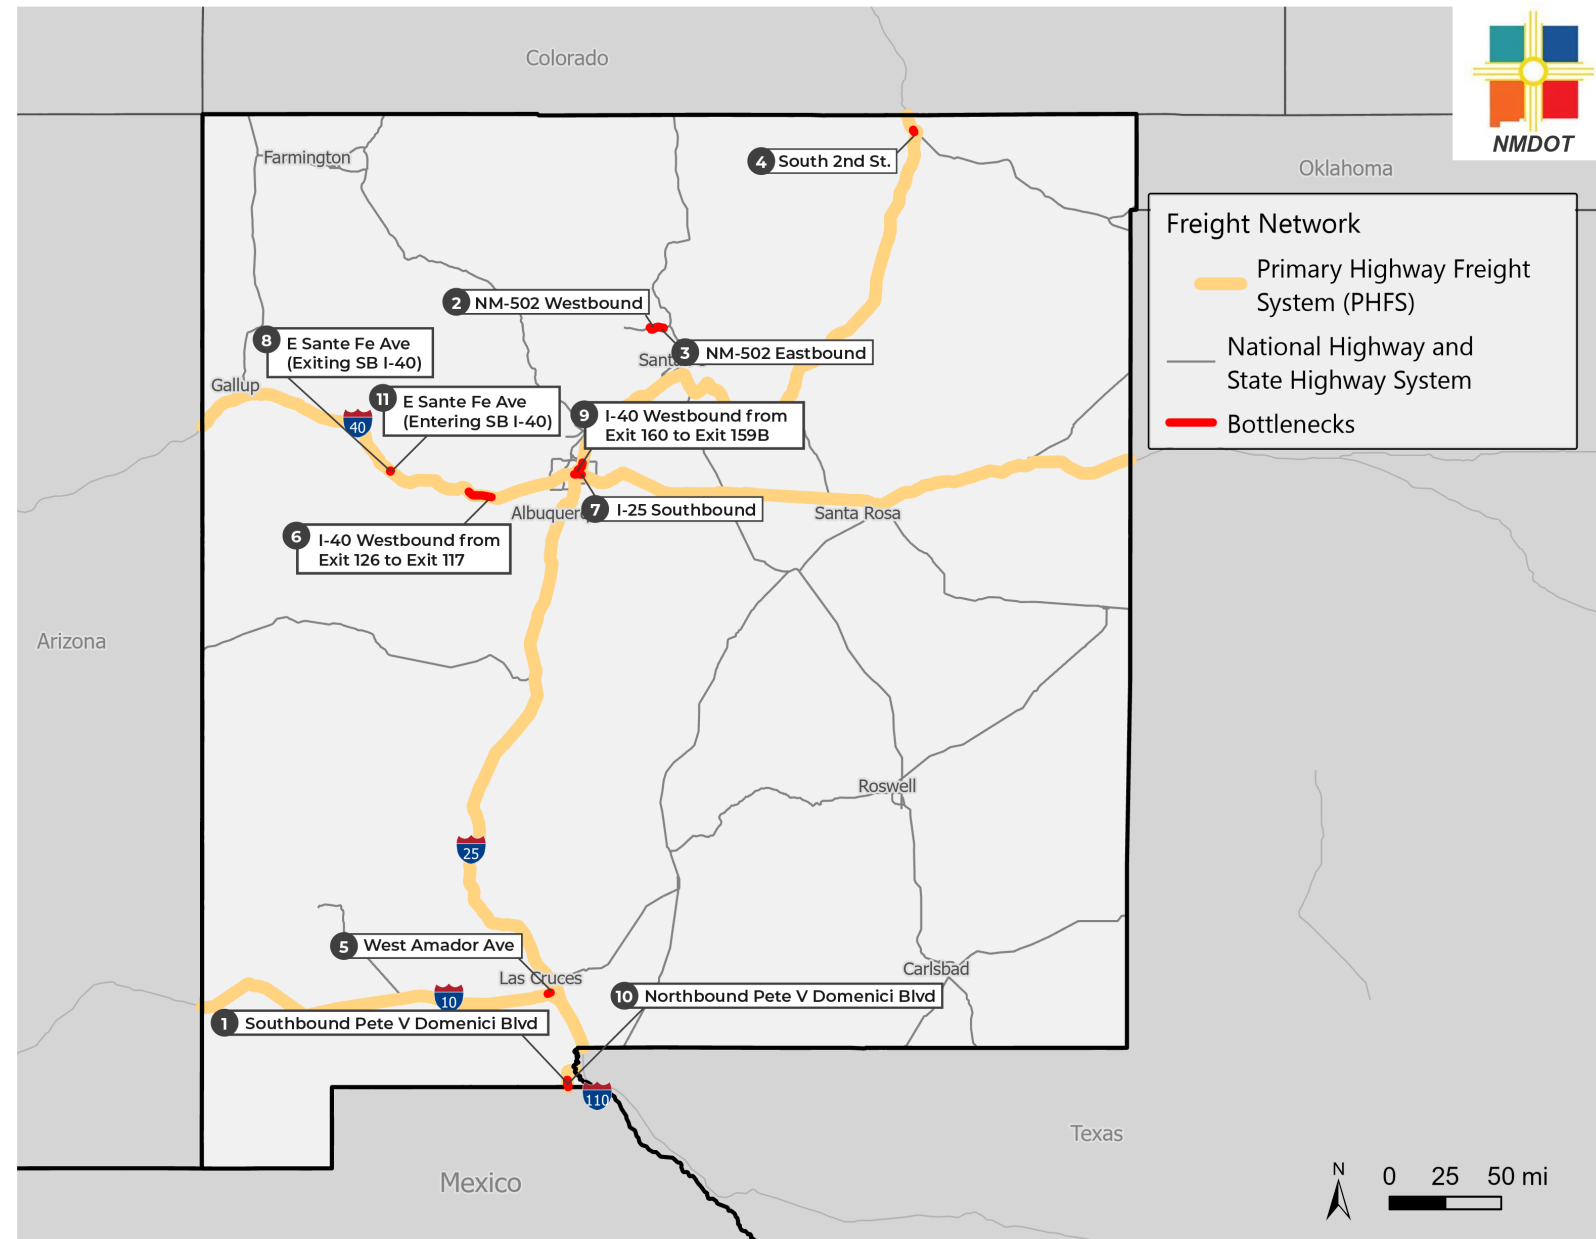 Colorado
NMDOT
Oklahoma
Farmington
4 South 2nd St.
Freight Network
Primary Highway Freight
System (PHFS)
National Highway and
State Highway System
Bottlenecks
2 NM-502 Westbound
8 E Sante Fe Ave
(Exiting SB I-40)
Santa
3 NM-502 Eastbound
Gallup
11 E Sante Fe Ave
(Entering SB I-40)
40
9 I-40 Westbound from
Exit 160 to Exit 159B
Albuquer
7 I-25 Southbound
Santa Rosa
6 I-40 Westbound from
Exit 126 to Exit 117
Arizona
Roswell
25
5 West Amador Ave
Las Cruces
Carlsbad
10
10 Northbound Pete V Domenici Blvd
1 Southbound Pete V Domenici Blvd
110
Texas
Mexico
N
0 25 50 mi